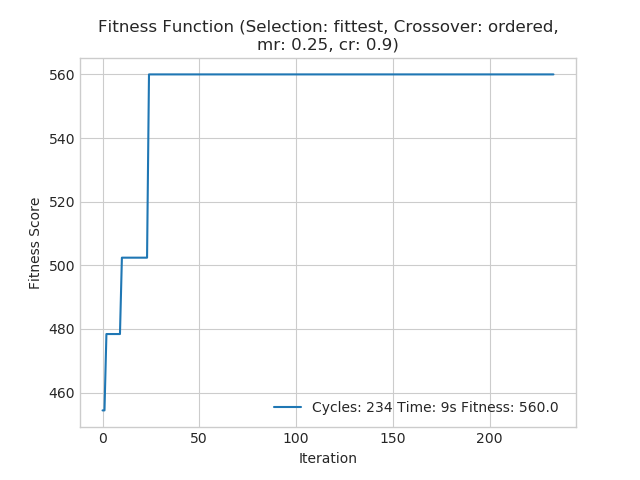 Fitness Function (Selection: fittest, Crossover: ordered,
mr: 0.25, cr: 0.9)
560
540
520
500
480
460
Fitness Score
Cycles: 234 Time: 9s Fitness: 560.0
0
50
100
150
200
Iteration